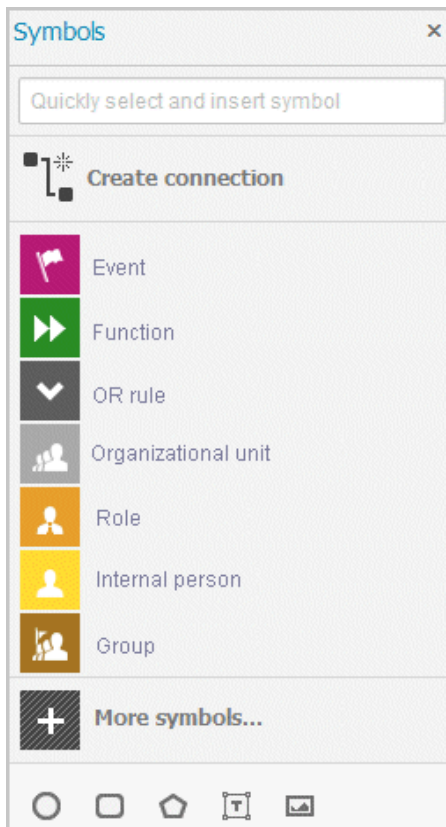 Symbols
Quickly select and insert symbol
Create connection
Event
Function
OR rule
Organizational unit
Role
Internal person
Group
More symbols...